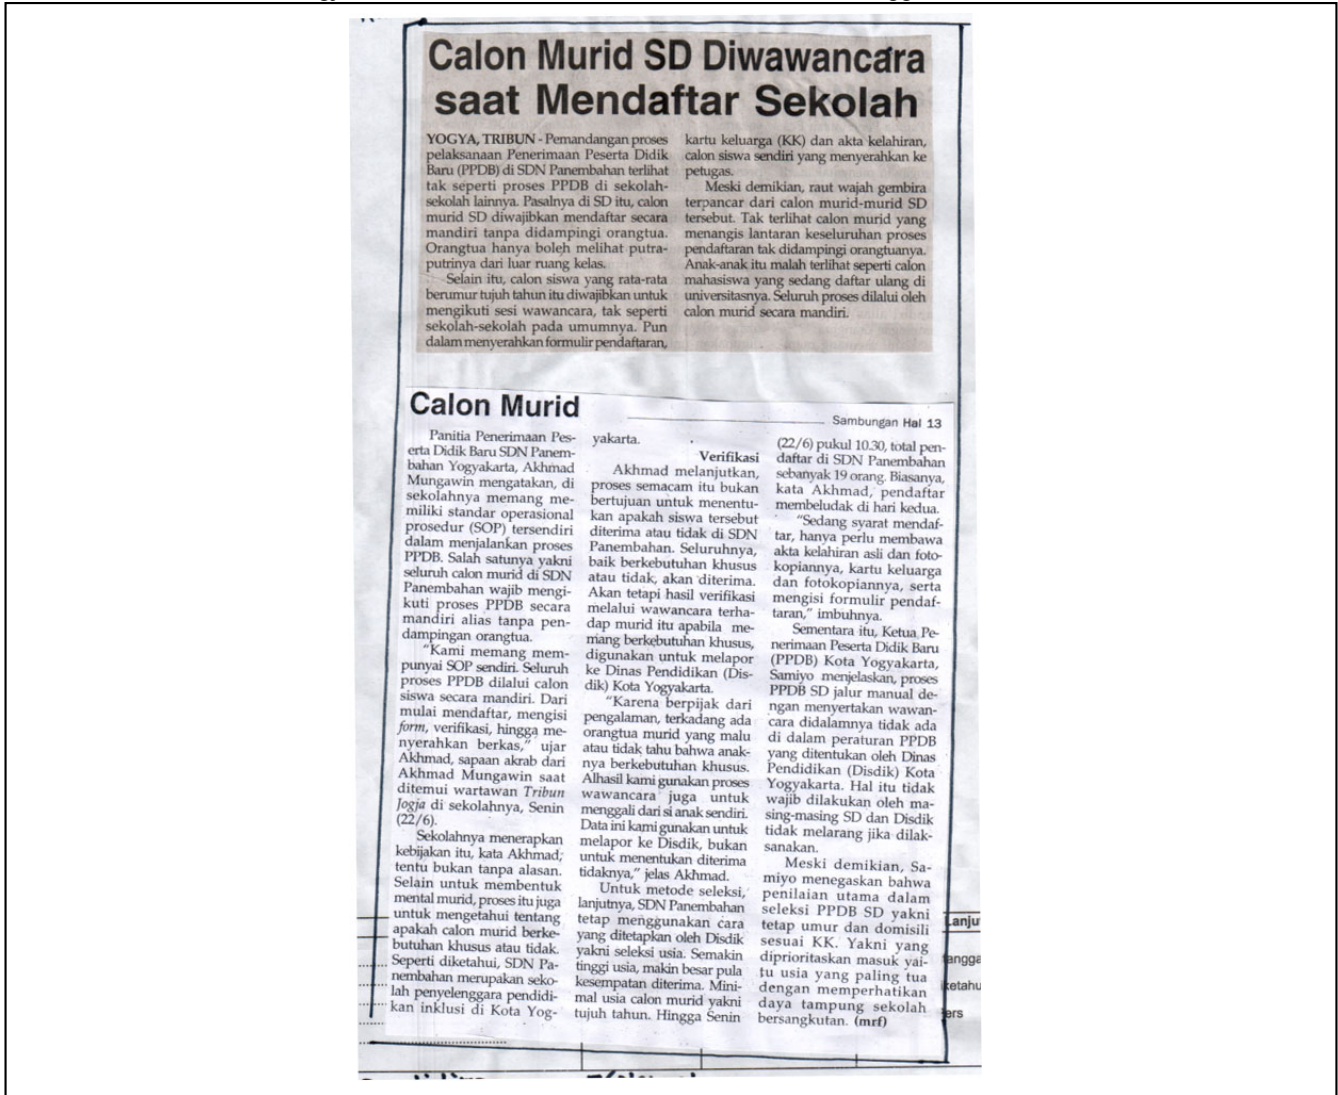 Calon Murid SD Diwawancara
saat Mendaftar Sekolah
YOGYA, TRIBUN - Pemandangan proses
pelaksanaan Penerimaan Peserta Didik
Baru (PPDB) di SDN Panembahan terlihat
tak seperti proses PPDB di sekolah-
sekolah lainnya. Pasalnya di SD itu, calon
murid SD diwajibkan mendaftar secara
mandiri tanpa didampingi orangtua.
Orangtua hanya boleh melihat putra-
putrinya dari luar ruang kelas.
Selain itu, calon siswa yang rata-rata
berumur tujuh tahun itu diwajibkan untuk
mengikuti sesi wawancara, tak seperti
sekolah-sekolah pada umumnya. Pun
dalam menyerahkan formulir pendaftaran,
kartu keluarga (KK) dan akta kelahiran,
calon siswa sendiri yang menyerahkan ke
petugas.
Meski demikian, raut wajah gembira
terpancar dari calon murid-murid SD
tersebut. Tak terlihat calon murid yang
menangis lantaran keseluruhan proses
pendaftaran tak didampingi orangtuanya.
Anak-anak itu malah terlihat seperti calon
mahasiswa yang sedang daftar ulang di
universitasnya. Seluruh proses dilalui oleh
calon murid secara mandiri.
Calon Murid
Sambungan Hal 13
Panitia Penerimaan Pes-
erta Didik Baru SDN Panem-
bahan Yogyakarta, Akhmad
Mungawin mengatakan, di
sekolahnya memang me-
miliki standar operasional
prosedur (SOP) tersendiri
dalam menjalankan proses
PPDB. Salah satunya yakni
seluruh calon murid di SDN
Panembahan wajib mengi-
kuti proses PPDB secara
mandiri alias tanpa pen-
dampingan orangtua.
"Kami memang mem-
punyai SOP sendiri. Seluruh
proses PPDB dilalui calon
siswa secara mandiri. Dari
mulai mendaftar, mengisi
form, verifikasi, hingga me-
nyerahkan berkas," ujar
Akhmad, sapaan akrab dari
Akhmad Mungawin saat
ditemui wartawan Tribun
Jogja di sekolahnya, Senin
(22/6).
Sekolahnya menerapkan
kebijakan itu, kata Akhmad,
tentu bukan tanpa alasan.
Selain untuk membentuk
mental murid, proses itu juga
untuk mengetahui tentang
apakah calon murid berke-
butuhan khusus atau tidak.
Seperti diketahui, SDN Pa-
nembahan merupakan seko-
lah penyelenggara pendidi-
kan inklusi di Kota Yog-
yakarta.
Verifikasi
Akhmad melanjutkan,
proses semacam itu bukan
bertujuan untuk menentu-
kan apakah siswa tersebut
diterima atau tidak di SDN
Panembahan. Seluruhnya,
baik berkebutuhan khusus
atau tidak, akan diterima.
Akan tetapi hasil verifikasi
melalui wawancara terha-
dap murid itu apabila me-
mang berkebutuhan khusus,
digunakan untuk melapor
ke Dinas Pendidikan (Dis-
dik) Kota Yogyakarta.
"Karena berpijak dari
pengalaman, terkadang ada
orangtua murid yang malu
atau tidak tahu bahwa anak-
nya berkebutuhan khusus.
Alhasil kami gunakan proses
wawancara juga untuk
menggali dari si anak sendiri.
Data ini kami gunakan untuk
melapor ke Disdik, bukan
untuk menentukan diterima
tidaknya," jelas Akhmad.
Untuk metode seleksi,
lanjutnya, SDN Panembahan
tetap menggunakan cara
yang ditetapkan oleh Disdik
yakni seleksi usia. Semakin
tinggi usia, makin besar pula
kesempatan diterima. Mini-
mal usia calon murid yakni
tujuh tahun. Hingga Senin
(22/6) pukul 10.30, total pen-
daftar di SDN Panembahan
sebanyak 19 orang. Biasanya,
kata Akhmad, pendaftar
membeludak di hari kedua.
"Sedang syarat mendaf-
tar, hanya perlu membawa
akta kelahiran asli dan foto-
kopiannya, kartu keluarga
dan fotokopiannya, serta
mengisi formulir pendaf-
taran," imbuhnya.
Sementara itu, Ketua Pe-
nerimaan Peserta Didik Baru
(PPDB) Kota Yogyakarta,
Samiyo menjelaskan, proses
PPDB SD jalur manual de-
ngan menyertakan wawan-
cara didalamnya tidak ada
di dalam peraturan PPDB
yang ditentukan oleh Dinas
Pendidikan (Disdik) Kota
Yogyakarta. Hal itu tidak
wajib dilakukan oleh ma-
sing-masing SD dan Disdik
tidak melarang jika dilak-
sanakan.
Meski demikian, Sa-
miyo menegaskan bahwa
penilaian utama dalam
seleksi PPDB SD yakni
tetap umur dan domisili
sesuai KK. Yakni yang
diprioritaskan masuk yai-
tu usia yang paling tua
dengan memperhatikan
daya tampung sekolah
bersangkutan. (mrf)
Lanju
angga
ketahu
ers